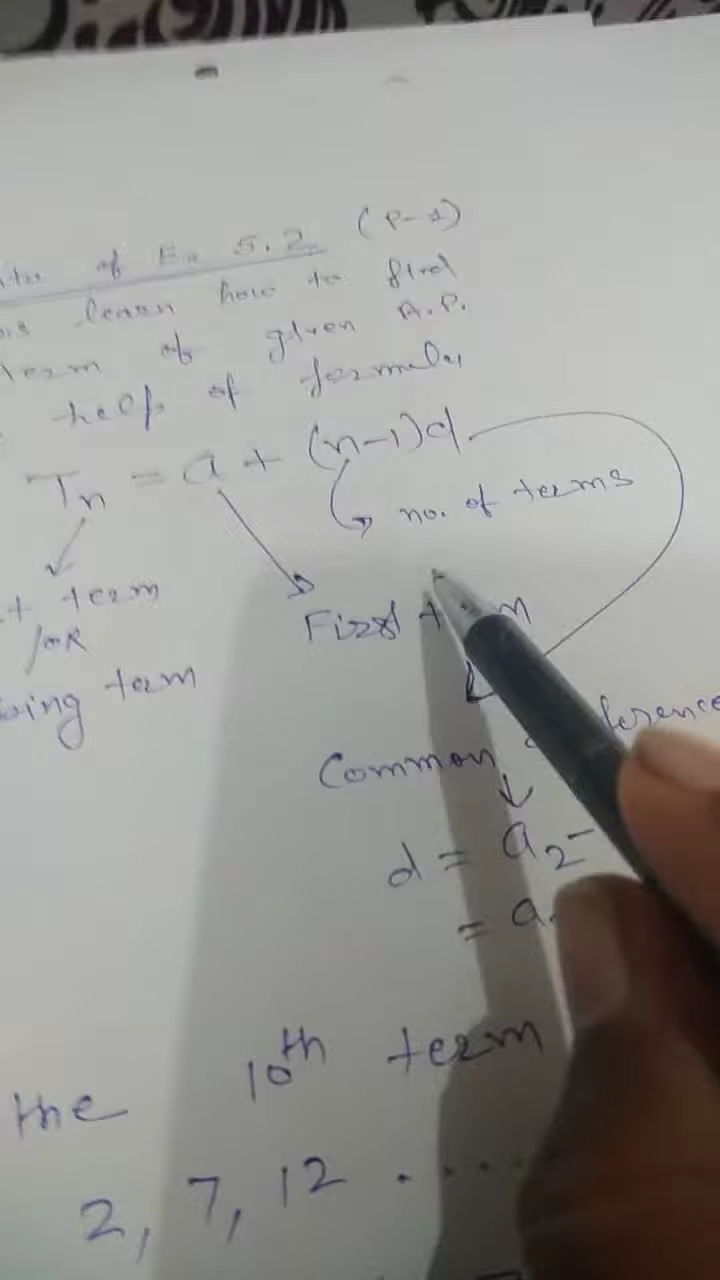 of Ex 5.2 (P-1)
learn how to find
term of given A.P.
help of formula
Tn = a + (n-1)d
no. of terms
term
/OR
First
term
Common
d = a2 -
= a
the 10th term
2, 7, 12 . . . .